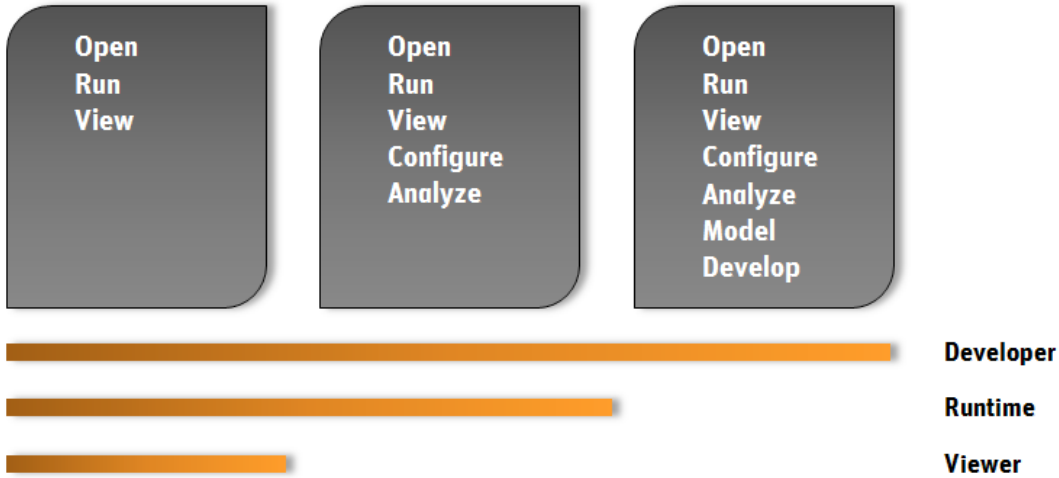 Open
Run
View
Open
Run
View
Configure
Analyze
Open
Run
View
Configure
Analyze
Model
Develop
Developer
Runtime
Viewer